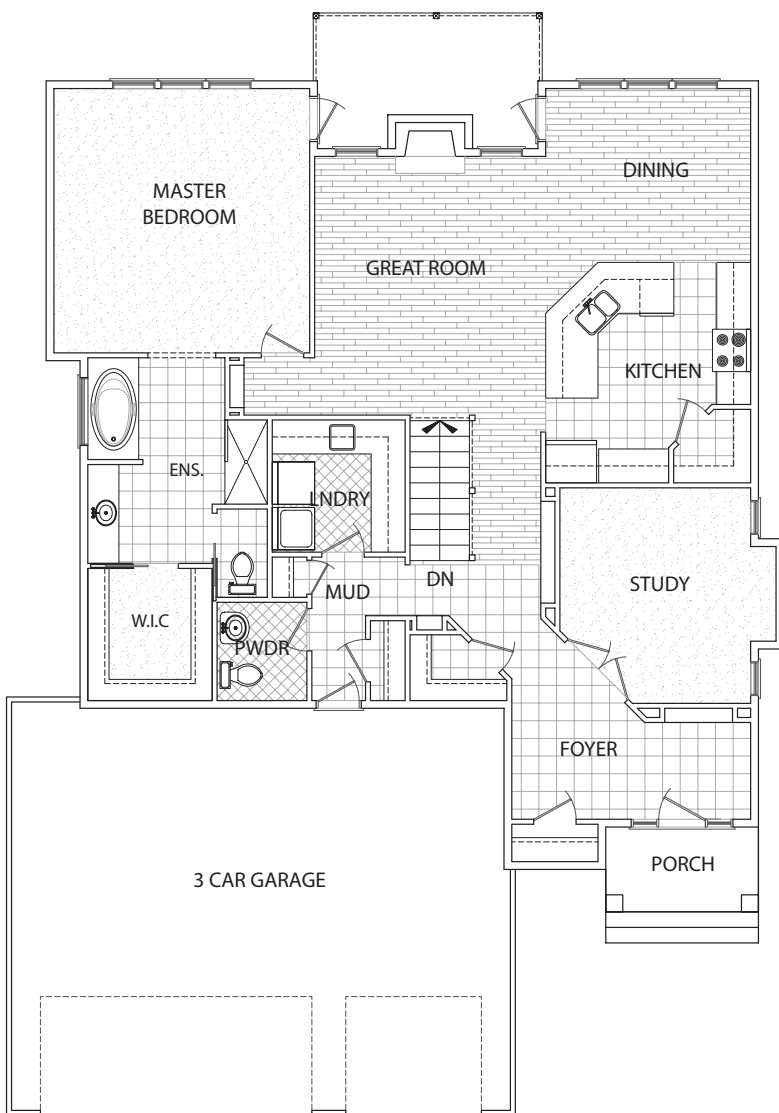 DINING
MASTER
BEDROOM
GREAT ROOM
KITCHEN
ENS.
LNDRY
DN
MUD
STUDY
W.I.C
PWDR
FOYER
PORCH
3 CAR GARAGE